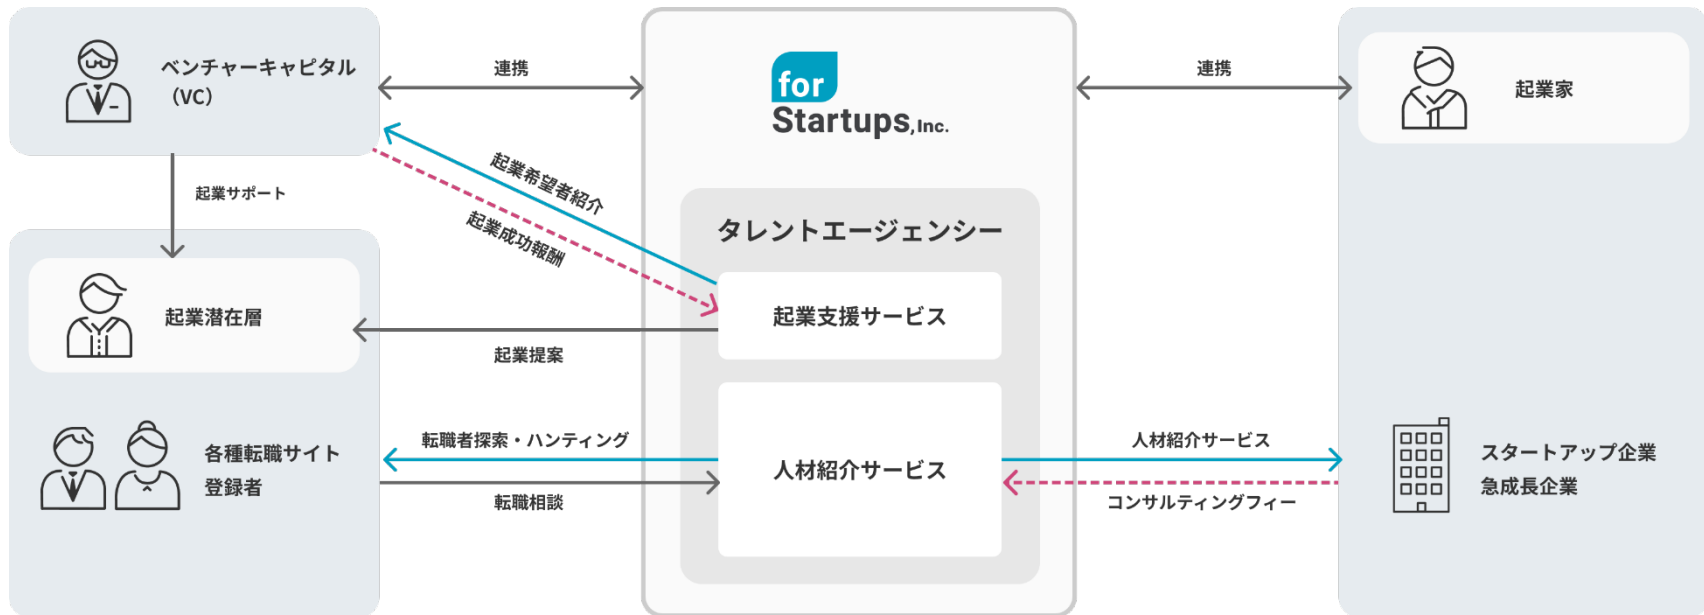 ベンチャーキャピタル
（VC）
連携
for
Startups,Inc.
連携
起業家
起業希望者紹介
起業成功報酬
起業サポート
タレントエージェンシー
起業潜在層
起業支援サービス
起業提案
各種転職サイト
登録者
転職者探索・ハンティング
転職相談
人材紹介サービス
人材紹介サービス
コンサルティングフィー
スタートアップ企業
急成長企業